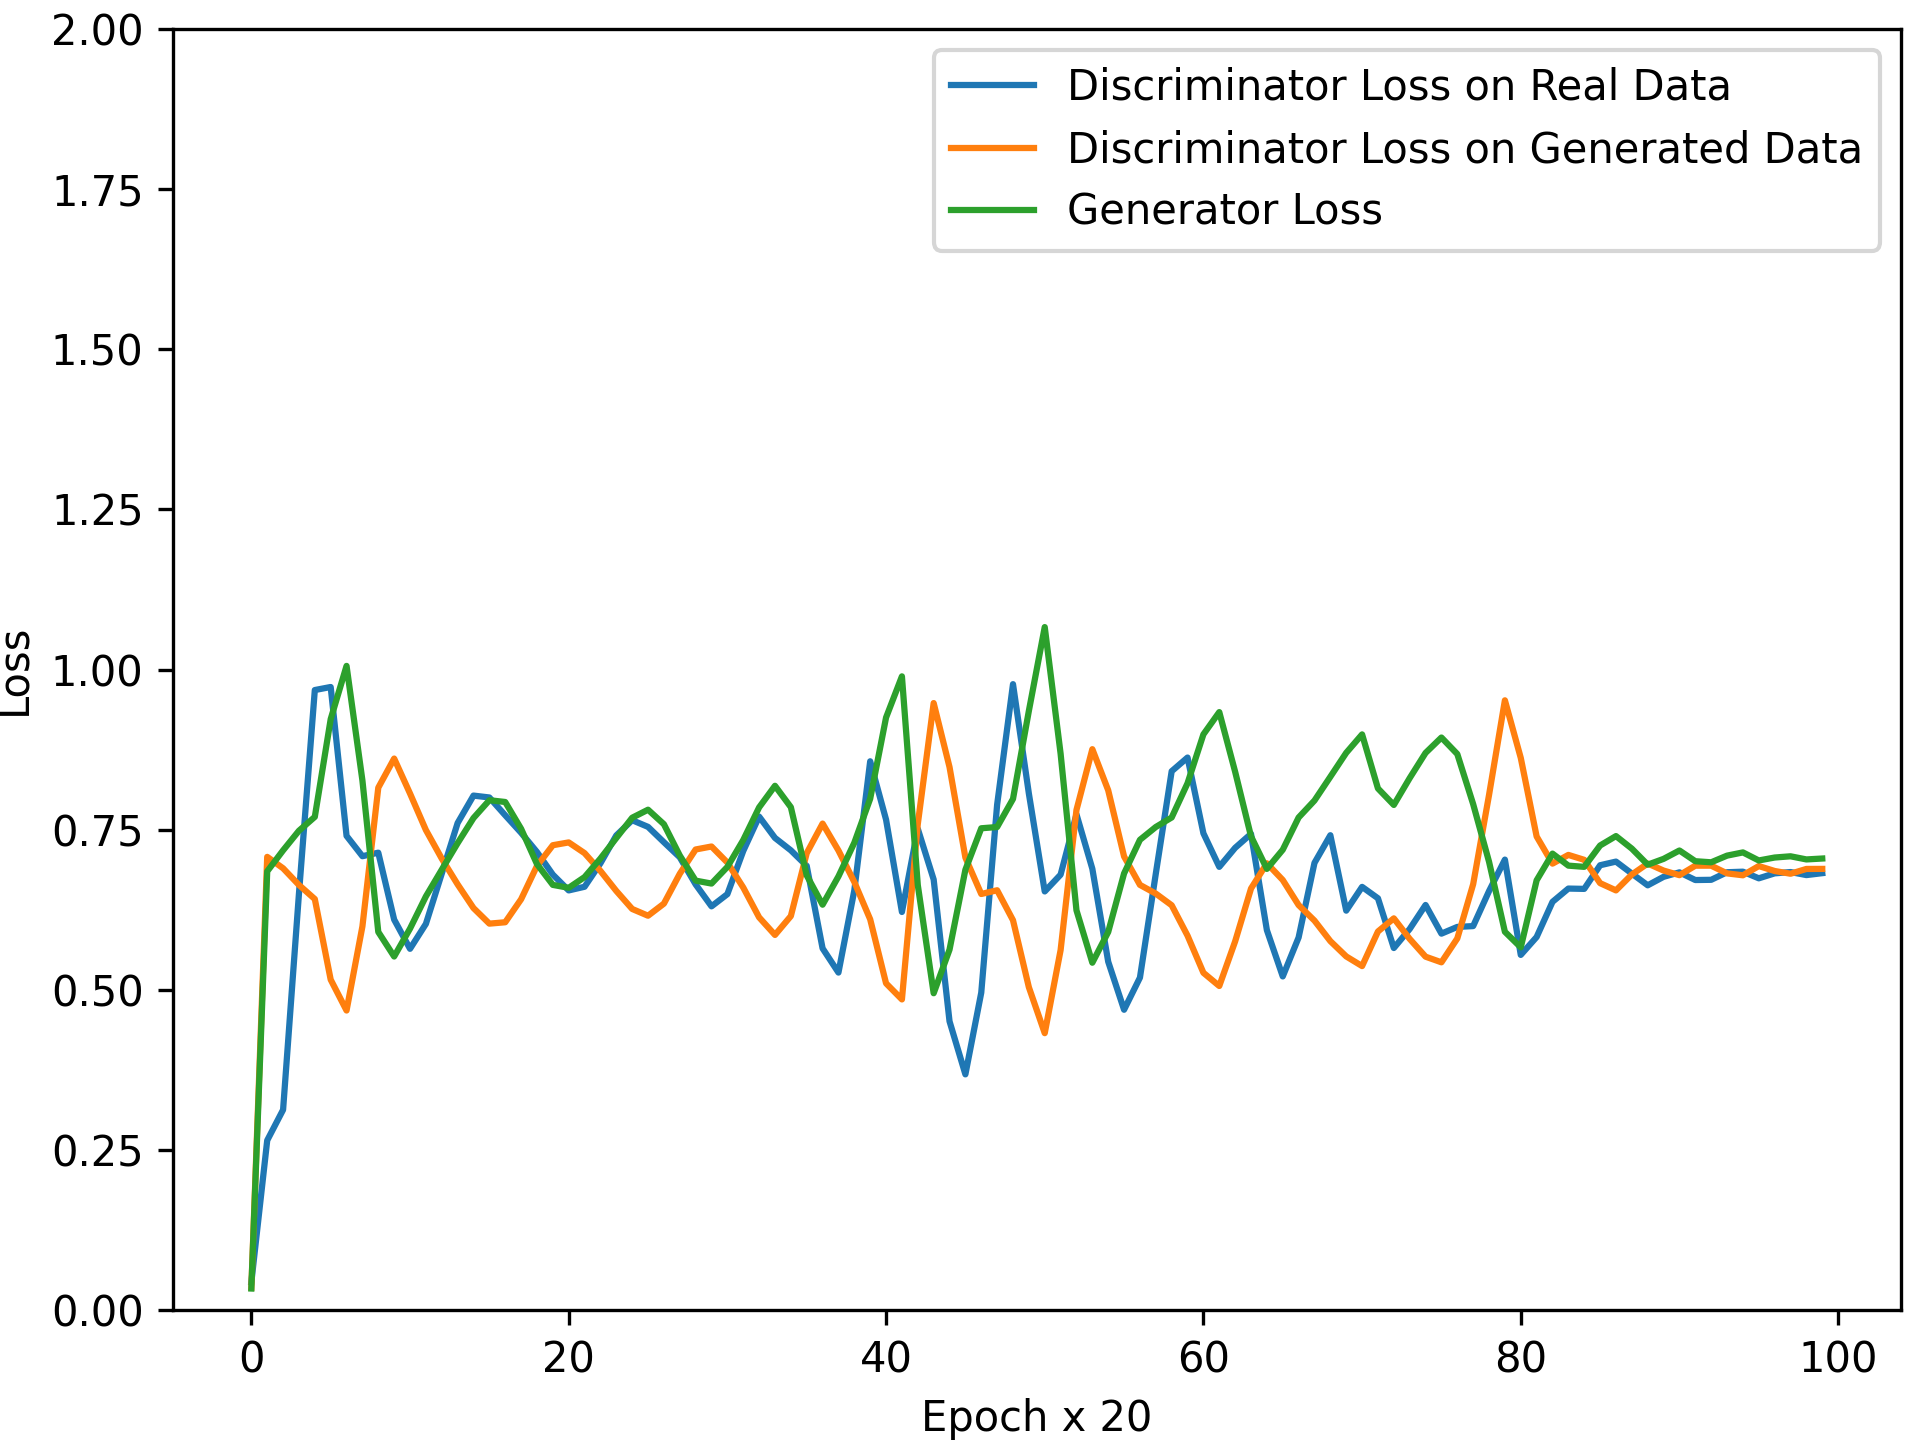 2.00
1.75
1.50
1.25
1.00
0.75
0.50
0.25
0.00
Loss
Discriminator Loss on Real Data
Discriminator Loss on Generated Data
Generator Loss
0 20 40 60 80 100
Epoch x 20